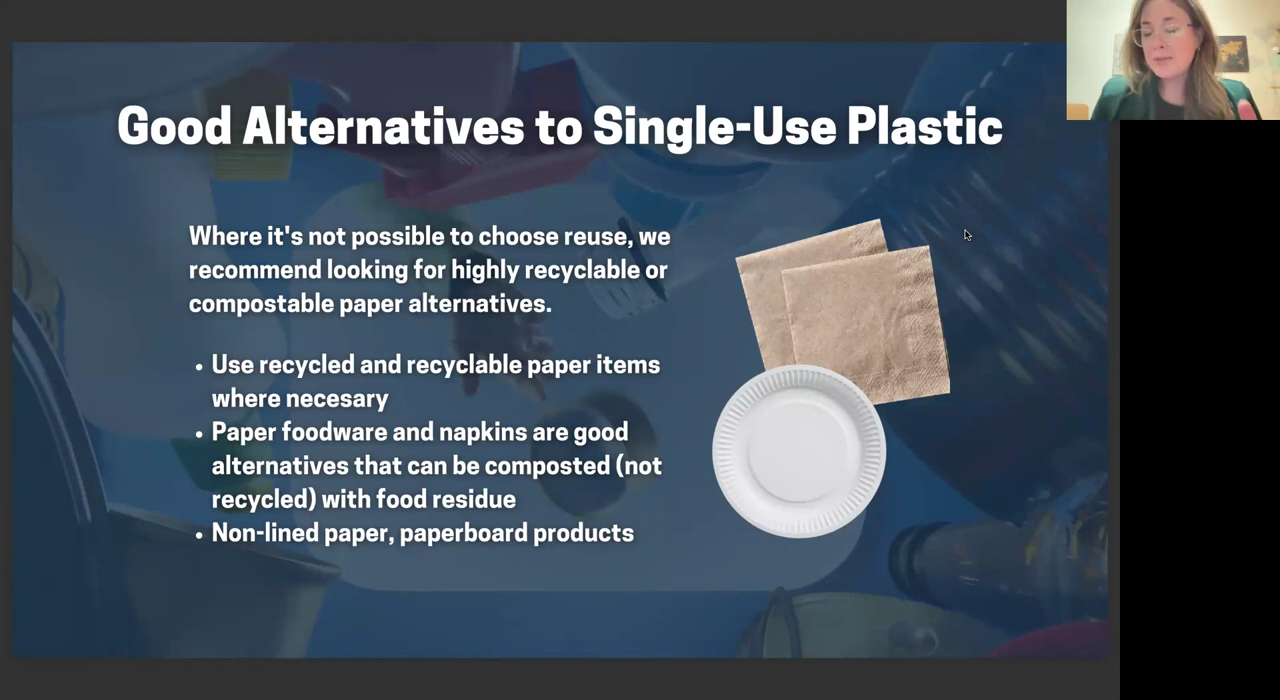 Good Alternatives to Single-Use Plastic
Where it's not possible to choose reuse, we
recommend looking for highly recyclable or
compostable paper alternatives.
• Use recycled and recyclable paper items
where necesary
• Paper foodware and napkins are good
alternatives that can be composted (not
recycled) with food residue
• Non-lined paper, paperboard products